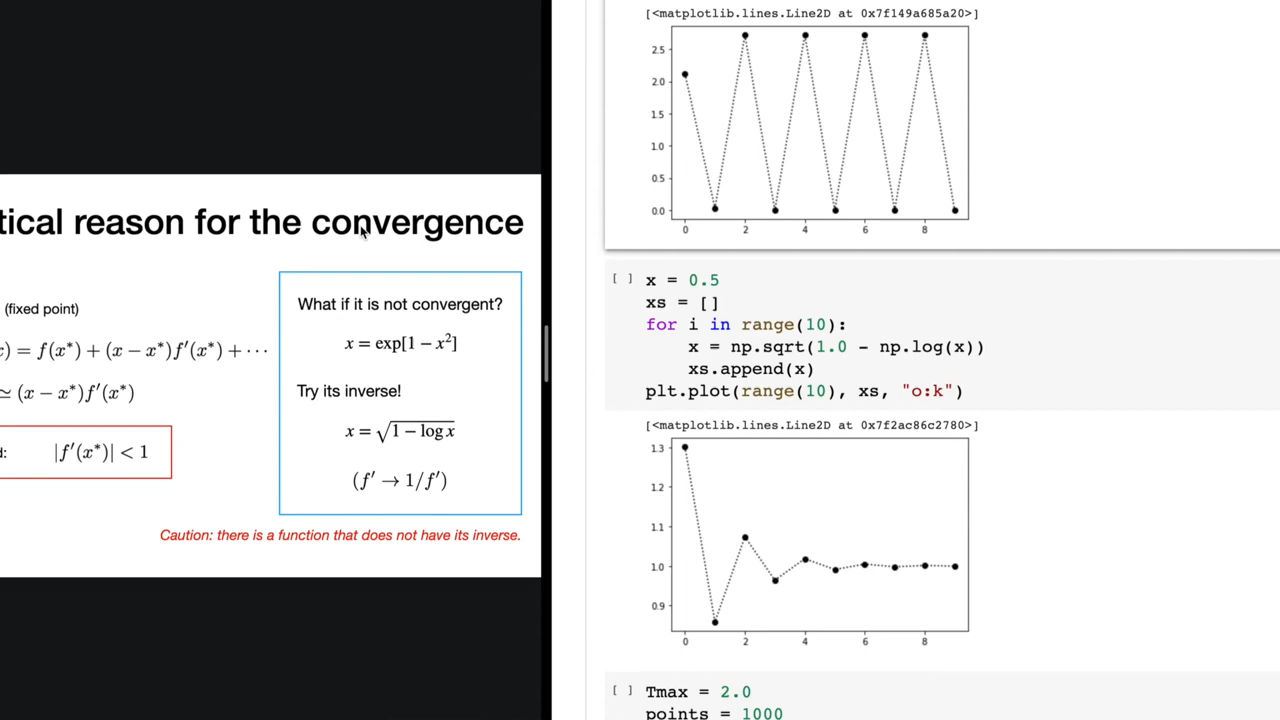 tical reason for the convergence
(fixed point)
) = f(x*) + (x − x*)f′(x*) + ⋯
≃ (x − x*)f′(x*)
d: |f′(x*)| < 1
What if it is not convergent?
x = exp[1 − x²]
Try its inverse!
x = √(1 − log x)
(f′ → 1/f′)
Caution: there is a function that does not have its inverse.
[<matplotlib.lines.Line2D at 0x7f149a685a20>]
2.5
2.0
1.5
1.0
0.5
0.0
0 2 4 6 8
[ ] x = 0.5
xs = []
for i in range(10):
x = np.sqrt(1.0 - np.log(x))
xs.append(x)
plt.plot(range(10), xs, "o:k")
[<matplotlib.lines.Line2D at 0x7f2ac86c2780>]
1.3
1.2
1.1
1.0
0.9
0 2 4 6 8
[ ] Tmax = 2.0
points = 1000